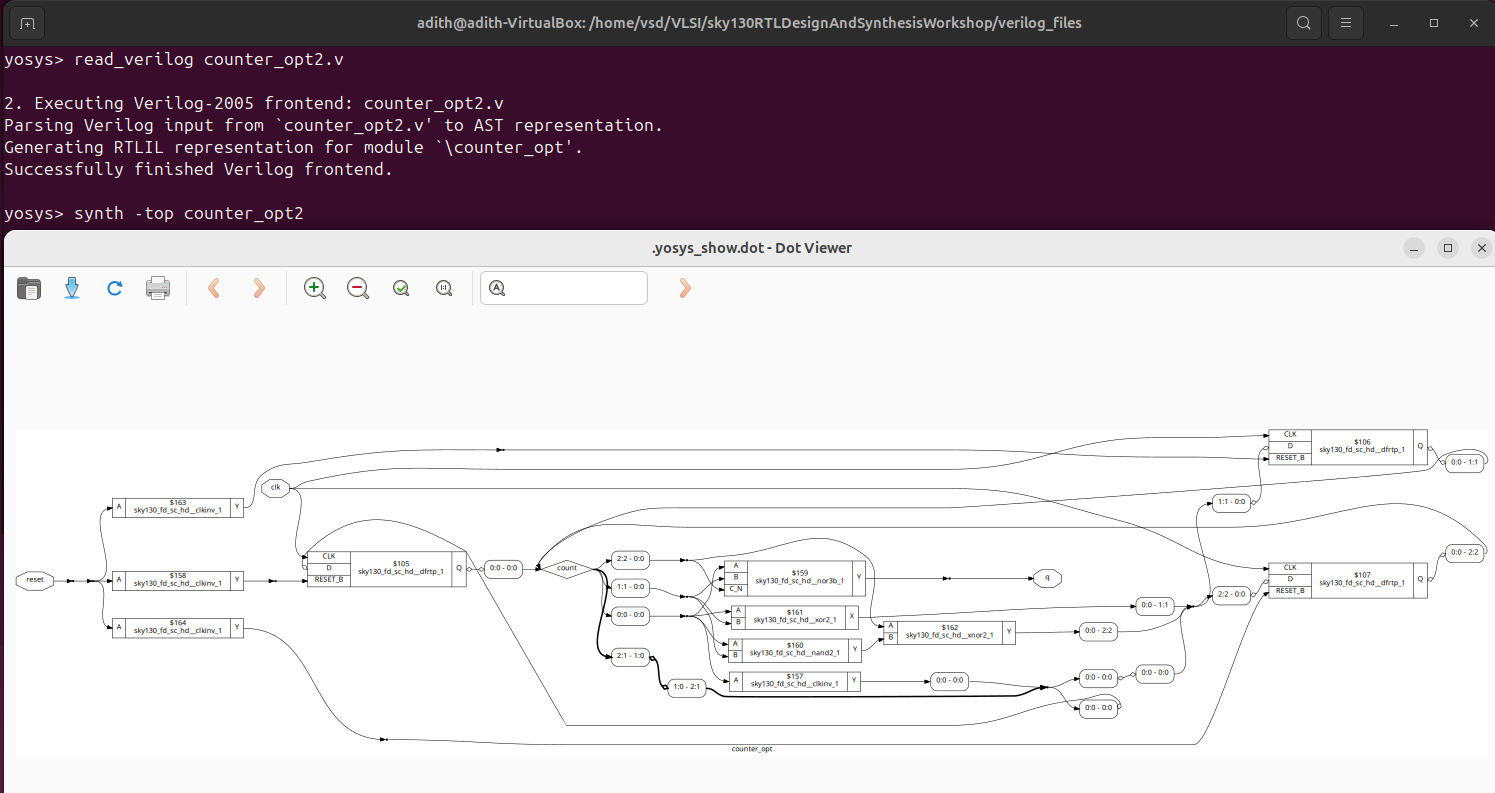 adith@adith-VirtualBox: /home/vsd/VLSI/sky130RTLDesignAndSynthesisWorkshop/verilog_files
yosys> read_verilog counter_opt2.v
2. Executing Verilog-2005 frontend: counter_opt2.v
Parsing Verilog input from `counter_opt2.v' to AST representation.
Generating RTLIL representation for module `\counter_opt'.
Successfully finished Verilog frontend.
yosys> synth -top counter_opt2
.yosys_show.dot - Dot Viewer
CLK
D
RESET_B
$106
sky130_fd_sc_hd__dfrtp_1
Q
0:0 - 1:1
clk
A
$163
sky130_fd_sc_hd__clkinv_1
Y
1:1 - 0:0
reset
A
$158
sky130_fd_sc_hd__clkinv_1
Y
CLK
D
RESET_B
$105
sky130_fd_sc_hd__dfrtp_1
Q
0:0 - 0:0
count
2:2 - 0:0
1:1 - 0:0
0:0 - 0:0
2:1 - 1:0
1:0 - 2:1
A
B
C_N
$159
sky130_fd_sc_hd__nor3b_1
Y
q
A
B
$161
sky130_fd_sc_hd__xor2_1
X
A
B
$160
sky130_fd_sc_hd__nand2_1
Y
A
$157
sky130_fd_sc_hd__clkinv_1
Y
0:0 - 0:0
A
B
$162
sky130_fd_sc_hd__xnor2_1
Y
0:0 - 1:1
0:0 - 2:2
0:0 - 0:0
0:0 - 0:0
0:0 - 0:0
2:2 - 0:0
CLK
D
RESET_B
$107
sky130_fd_sc_hd__dfrtp_1
Q
0:0 - 2:2
A
$164
sky130_fd_sc_hd__clkinv_1
Y
counter_opt